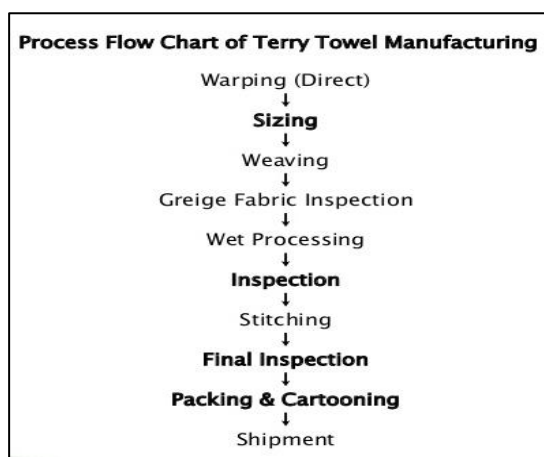 Process Flow Chart of Terry Towel Manufacturing
Warping (Direct)
↓
Sizing
↓
Weaving
↓
Greige Fabric Inspection
↓
Wet Processing
↓
Inspection
↓
Stitching
↓
Final Inspection
↓
Packing & Cartooning
↓
Shipment